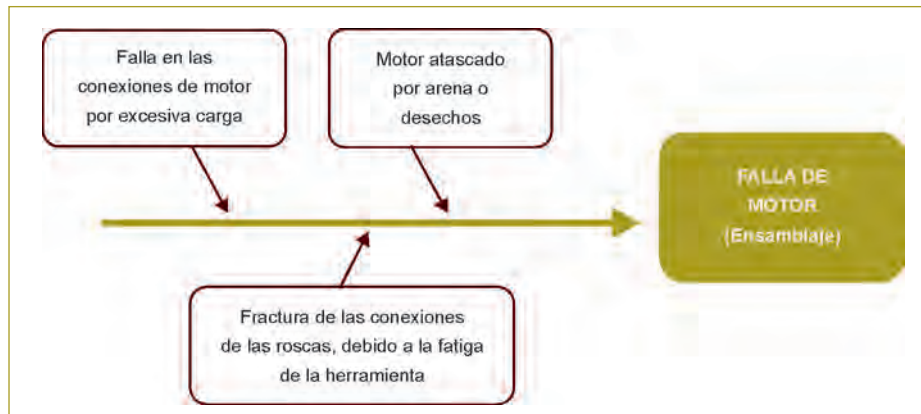 Falla en las
conexiones de motor
por excesiva carga
Motor atascado
por arena o
desechos
FALLA DE
MOTOR
(Ensamblaje)
Fractura de las conexiones
de las roscas, debido a la fatiga
de la herramienta